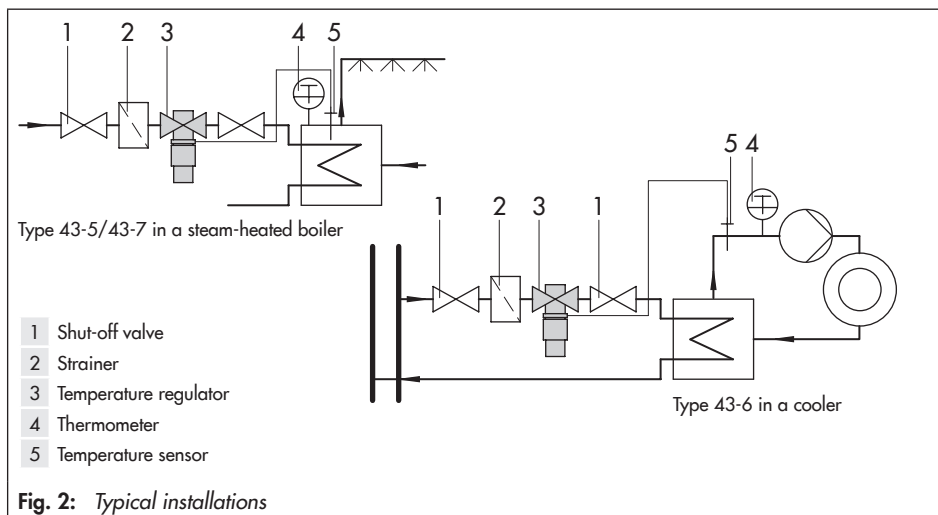 1 2 3 4 5
Type 43-5/43-7 in a steam-heated boiler
1 2 3 1 5 4
Type 43-6 in a cooler
1 Shut-off valve
2 Strainer
3 Temperature regulator
4 Thermometer
5 Temperature sensor
Fig. 2: Typical installations